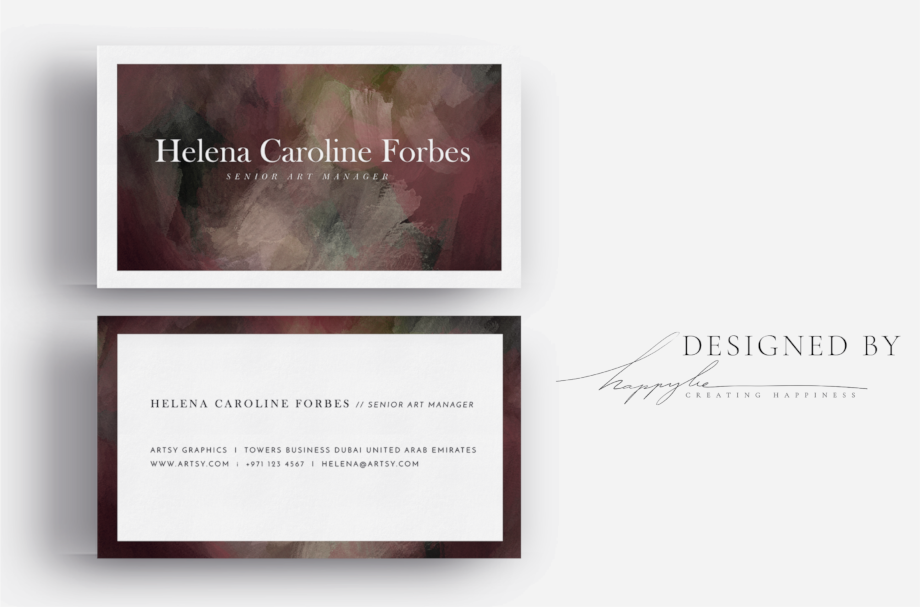 Helena Caroline Forbes
SENIOR ART MANAGER
HELENA CAROLINE FORBES // SENIOR ART MANAGER
ARTSY GRAPHICS | TOWERS BUSINESS DUBAI UNITED ARAB EMIRATES
WWW.ARTSY.COM | +971 123 4567 | HELENA@ARTSY.COM
DESIGNED BY
happylie
CREATING HAPPINESS